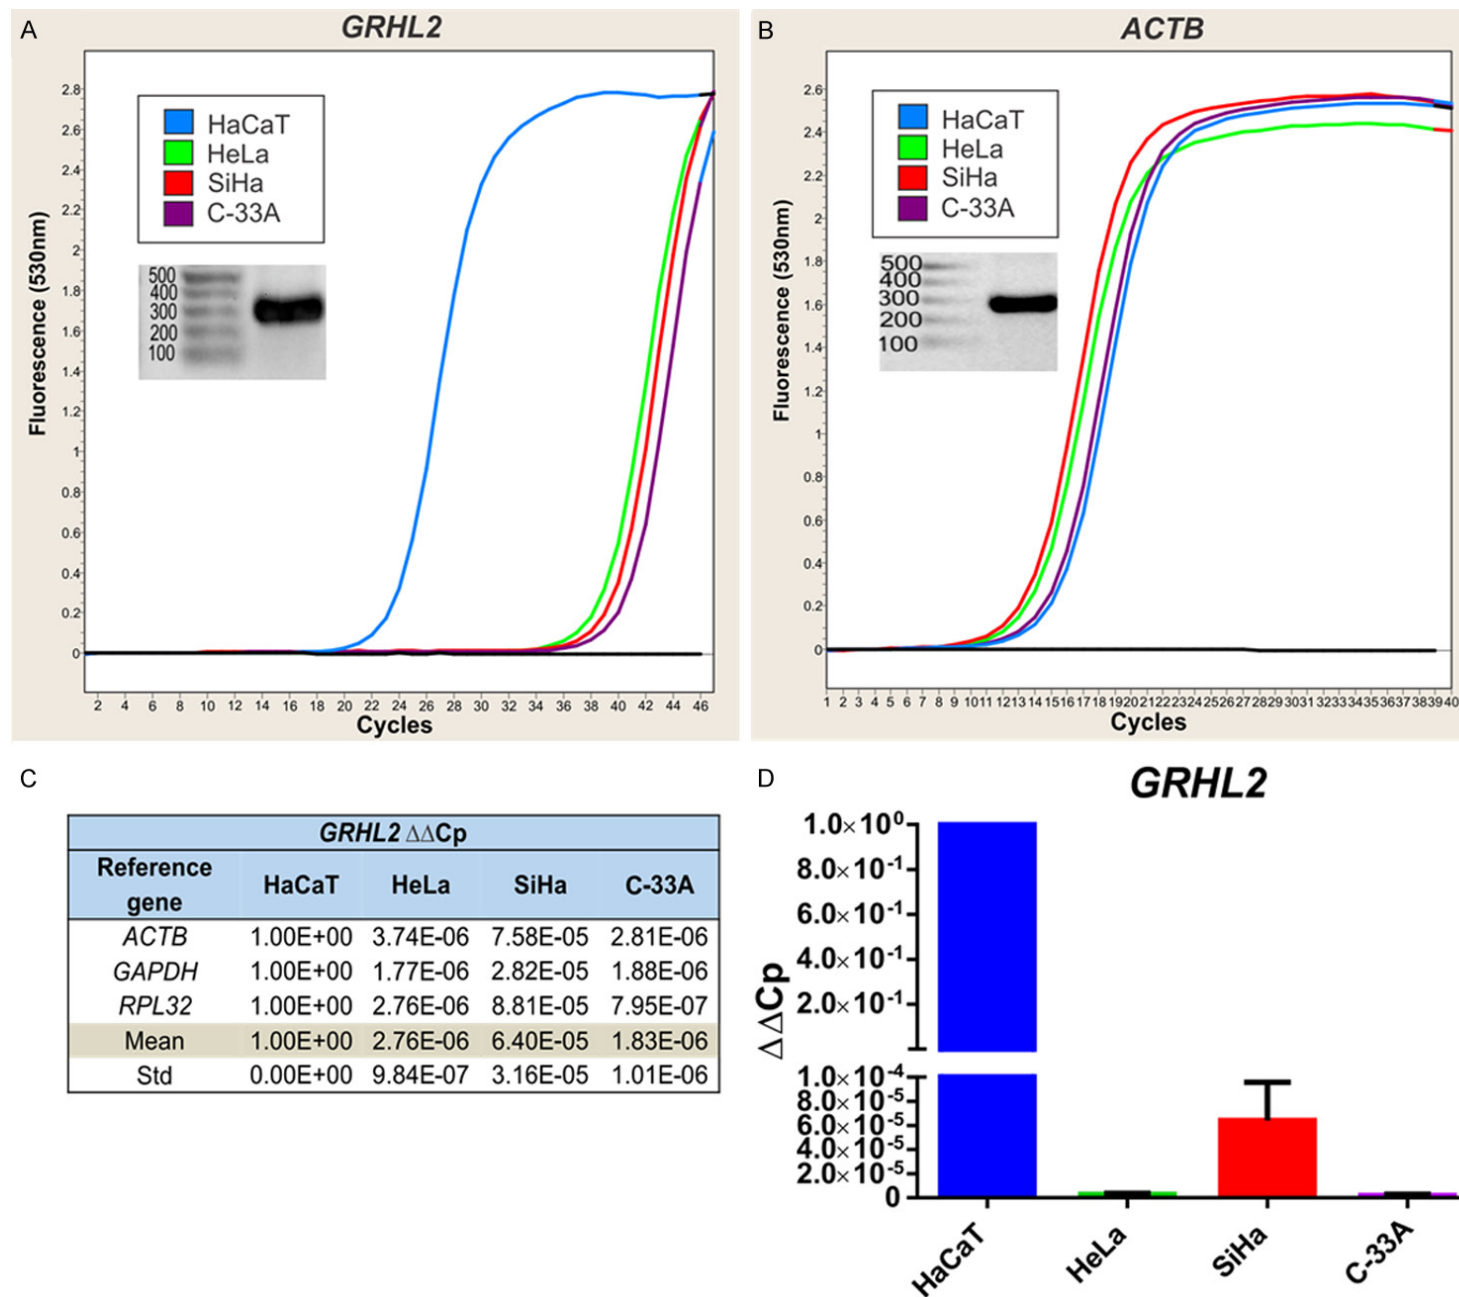 A
GRHL2
Fluorescence (530nm)
2.8
2.6
2.4
2.2
2
1.8
1.6
1.4
1.2
1
0.8
0.6
0.4
0.2
0
HaCaT
HeLa
SiHa
C-33A
500
400
300
200
100
2 4 6 8 10 12 14 16 18 20 22 24 26 28 30 32 34 36 38 40 42 44 46
Cycles
B
ACTB
Fluorescence (530nm)
2.6
2.4
2.2
2
1.8
1.6
1.4
1.2
1
0.8
0.6
0.4
0.2
0
HaCaT
HeLa
SiHa
C-33A
500
400
300
200
100
1 2 3 4 5 6 7 8 9 10 11 12 13 14 15 16 17 18 19 20 21 22 23 24 25 26 27 28 29 30 31 32 33 34 35 36 37 38 39 40
Cycles
C
GRHL2 ΔΔCp
Reference gene HaCaT HeLa SiHa C-33A
ACTB 1.00E+00 3.74E-06 7.58E-05 2.81E-06
GAPDH 1.00E+00 1.77E-06 2.82E-05 1.88E-06
RPL32 1.00E+00 2.76E-06 8.81E-05 7.95E-07
Mean 1.00E+00 2.76E-06 6.40E-05 1.83E-06
Std 0.00E+00 9.84E-07 3.16E-05 1.01E-06
D
GRHL2
ΔΔCp
1.0×10⁰
8.0×10⁻¹
6.0×10⁻¹
4.0×10⁻¹
2.0×10⁻¹
1.0×10⁻⁴
8.0×10⁻⁵
6.0×10⁻⁵
4.0×10⁻⁵
2.0×10⁻⁵
0
HaCaT
HeLa
SiHa
C-33A